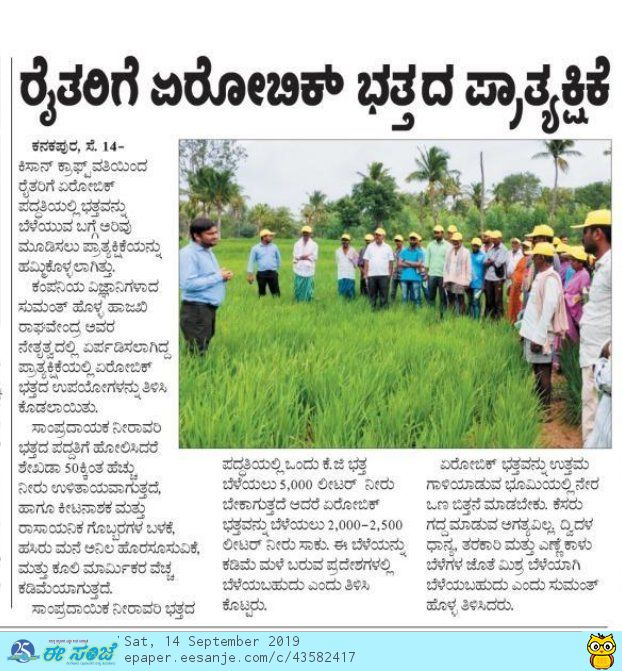 ರೈತರಿಗೆ ಏರೋಬಿಕ್ ಭತ್ತದ ಪ್ರಾತ್ಯಕ್ಷಿಕೆ
ಕನಕಪುರ, ಸೆ. 14-
ಕಿಸಾನ್ ಕ್ರಾಫ್ಟ್ ವತಿಯಿಂದ
ರೈತರಿಗೆ ಏರೋಬಿಕ್
ಪದ್ಧತಿಯಲ್ಲಿ ಭತ್ತವನ್ನು
ಬೆಳೆಯುವ ಬಗ್ಗೆ ಅರಿವು
ಮೂಡಿಸಲು ಪ್ರಾತ್ಯಕ್ಷಿಕೆಯನ್ನು
ಹಮ್ಮಿಕೊಳ್ಳಲಾಗಿತ್ತು.
ಕಂಪನಿಯ ವಿಜ್ಞಾನಿಗಳಾದ
ಸುಮಂತ್ ಹೊಳ್ಳ ಹಾಜಖಿ
ರಾಘವೇಂದ್ರ ಅವರ
ನೇತೃತ್ವದಲ್ಲಿ ಏರ್ಪಡಿಸಲಾಗಿದ್ದ
ಪ್ರಾತ್ಯಕ್ಷಿಕೆಯಲ್ಲಿ ಏರೋಬಿಕ್
ಭತ್ತದ ಉಪಯೋಗಳನ್ನು ತಿಳಿಸಿ
ಕೊಡಲಾಯಿತು.
ಸಾಂಪ್ರದಾಯಕ ನೀರಾವರಿ
ಭತ್ತದ ಪದ್ದತಿಗೆ ಹೋಲಿಸಿದರೆ
ಶೇಖಡಾ 50ಕ್ಕಿಂತ ಹೆಚ್ಚು
ನೀರು ಉಳಿತಾಯವಾಗುತ್ತದೆ,
ಹಾಗೂ ಕೀಟನಾಶಕ ಮತ್ತು
ರಾಸಾಯನಿಕ ಗೊಬ್ಬರಗಳ ಬಳಕೆ,
ಹಸಿರು ಮನೆ ಅನಿಲ ಹೊರಸೂಸುವಿಕೆ,
ಮತ್ತು ಕೂಲಿ ಮಾರ್ಮಿಕರ ವೆಚ್ಚ
ಕಡಿಮೆಯಾಗುತ್ತದೆ.
ಸಾಂಪ್ರದಾಯಿಕ ನೀರಾವರಿ ಭತ್ತದ
ಪದ್ಧತಿಯಲ್ಲಿ ಒಂದು ಕೆ.ಜಿ ಭತ್ತ
ಬೆಳೆಯಲು 5,000 ಲೀಟರ್ ನೀರು
ಬೇಕಾಗುತ್ತದೆ ಆದರೆ ಏರೋಬಿಕ್
ಭತ್ತವನ್ನು ಬೆಳೆಯಲು 2,000-2,500
ಲೀಟರ್ ನೀರು ಸಾಕು. ಈ ಬೆಳೆಯನ್ನು
ಕಡಿಮೆ ಮಳೆ ಬರುವ ಪ್ರದೇಶಗಳಲ್ಲಿ
ಬೆಳೆಯಬಹುದು ಎಂದು ತಿಳಿಸಿ
ಕೊಟ್ಟರು.
ಏರೋಬಿಕ್ ಭತ್ತವನ್ನು ಉತ್ತಮ
ಗಾಳಿಯಾಡುವ ಭೂಮಿಯಲ್ಲಿ ನೇರ
ಒಣ ಬಿತ್ತನೆ ಮಾಡಬೇಕು. ಕೆಸರು
ಗದ್ದ ಮಾಡುವ ಅಗತ್ಯವಿಲ್ಲ. ದ್ವಿದಳ
ಧಾನ್ಯ, ತರಕಾರಿ ಮತ್ತು ಎಣ್ಣೆ ಕಾಳು
ಬೆಳೆಗಳ ಜೊತೆ ಮಿಶ್ರ ಬೆಳೆಯಾಗಿ
ಬೆಳೆಯಬಹುದು ಎಂದು ಸುಮಂತ್
ಹೊಳ್ಳ ತಿಳಿಸಿದರು.
25 ಈ ಸಂಜೆ
Sat, 14 September 2019
epaper.eesanje.com/c/43582417